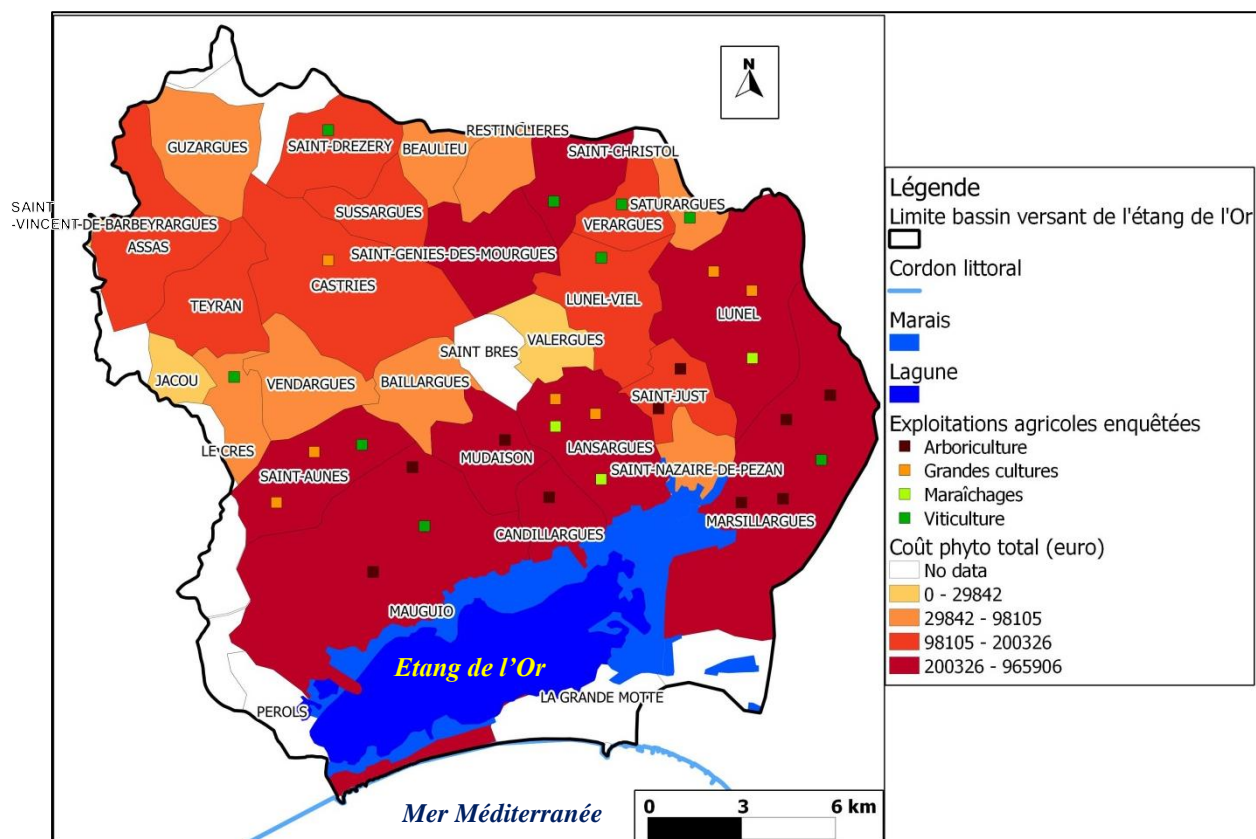 N
RESTINCLIERES
GUZARGUES
SAINT-DREZERY
BEAULIEU
SAINT-CHRISTOL
SAINT
-VINCENT-DE-BARBEYRARGUES
SUSSARGUES
SATURARGUES
VERARGUES
ASSAS
SAINT-GENIES-DES-MOURGUES
CASTRIES
TEYRAN
LUNEL-VIEL
LUNEL
VALERGUES
SAINT BRES
JACOU
VENDARGUES
BAILLARGUES
SAINT-JUST
LE CRES
LANSARGUES
MUDAISON
SAINT-NAZAIRE-DE-PEZAN
SAINT-AUNES
MARSILLARGUES
CANDILLARGUES
MAUGUIO
Etang de l'Or
LA GRANDE MOTTE
PEROLS
Mer Méditerranée
0 3 6 km
Légende
Limite bassin versant de l'étang de l'Or
Cordon littoral
Marais
Lagune
Exploitations agricoles enquêtées
Arboriculture
Grandes cultures
Maraîchages
Viticulture
Coût phyto total (euro)
No data
0 - 29842
29842 - 98105
98105 - 200326
200326 - 965906